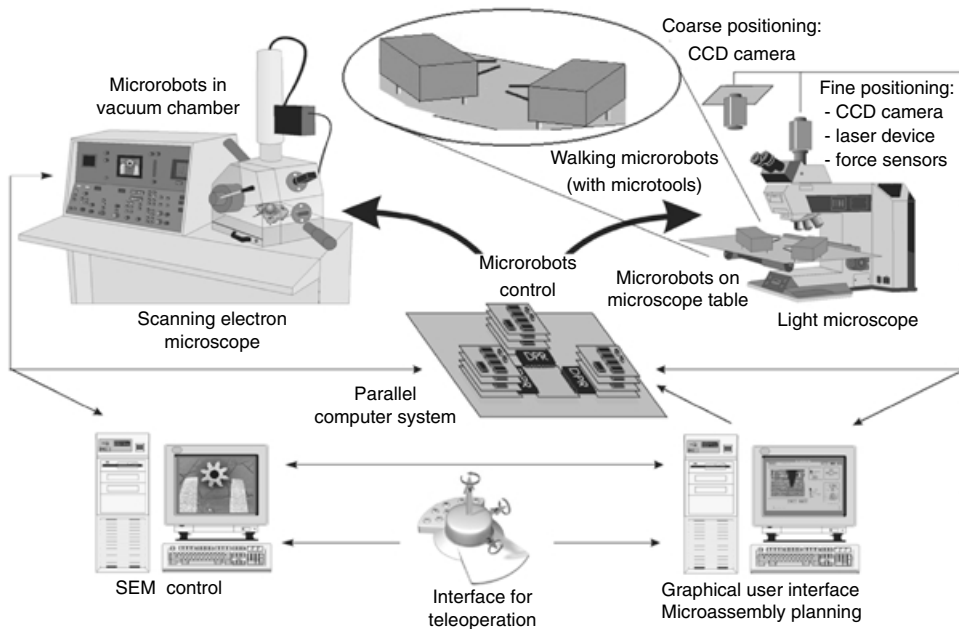 Coarse positioning:
CCD camera
Microrobots in
vacuum chamber
Fine positioning:
- CCD camera
- laser device
- force sensors
Walking microrobots
(with microtools)
Microrobots
control
Microrobots on
microscope table
Scanning electron
microscope
Light microscope
DPR
DPR
Parallel
computer system
SEM control
Interface for
teleoperation
Graphical user interface
Microassembly planning